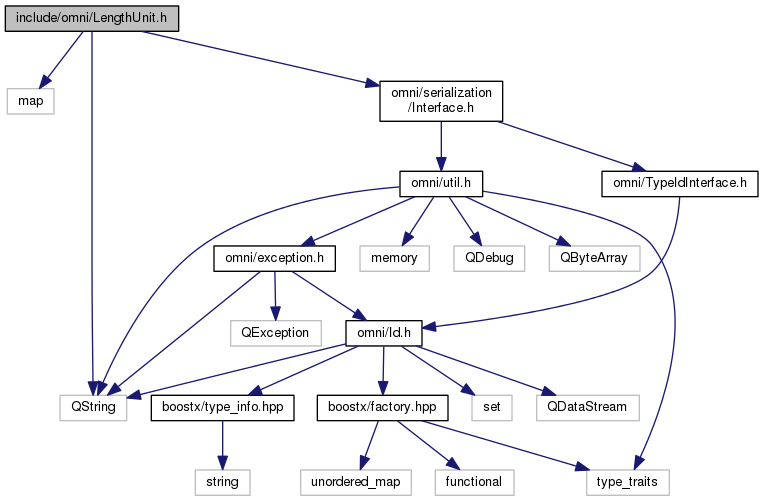 include/omni/LengthUnit.h
map
omni/serialization
/Interface.h
omni/util.h
omni/TypeIdInterface.h
omni/exception.h
memory
QDebug
QByteArray
QException
omni/Id.h
QString
boostx/type_info.hpp
boostx/factory.hpp
set
QDataStream
string
unordered_map
functional
type_traits